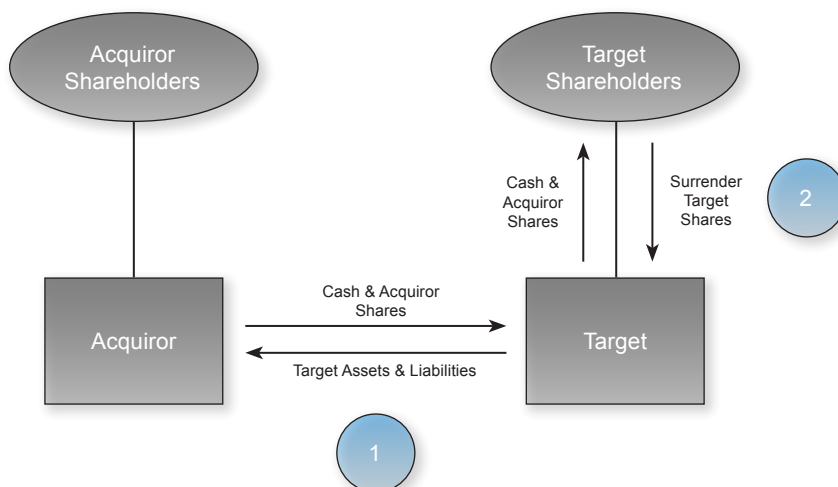 Acquiror
Shareholders
Target
Shareholders
Cash &
Acquiror
Shares
Surrender
Target
Shares
2
Cash & Acquiror
Shares
Acquiror
Target
Target Assets & Liabilities
1